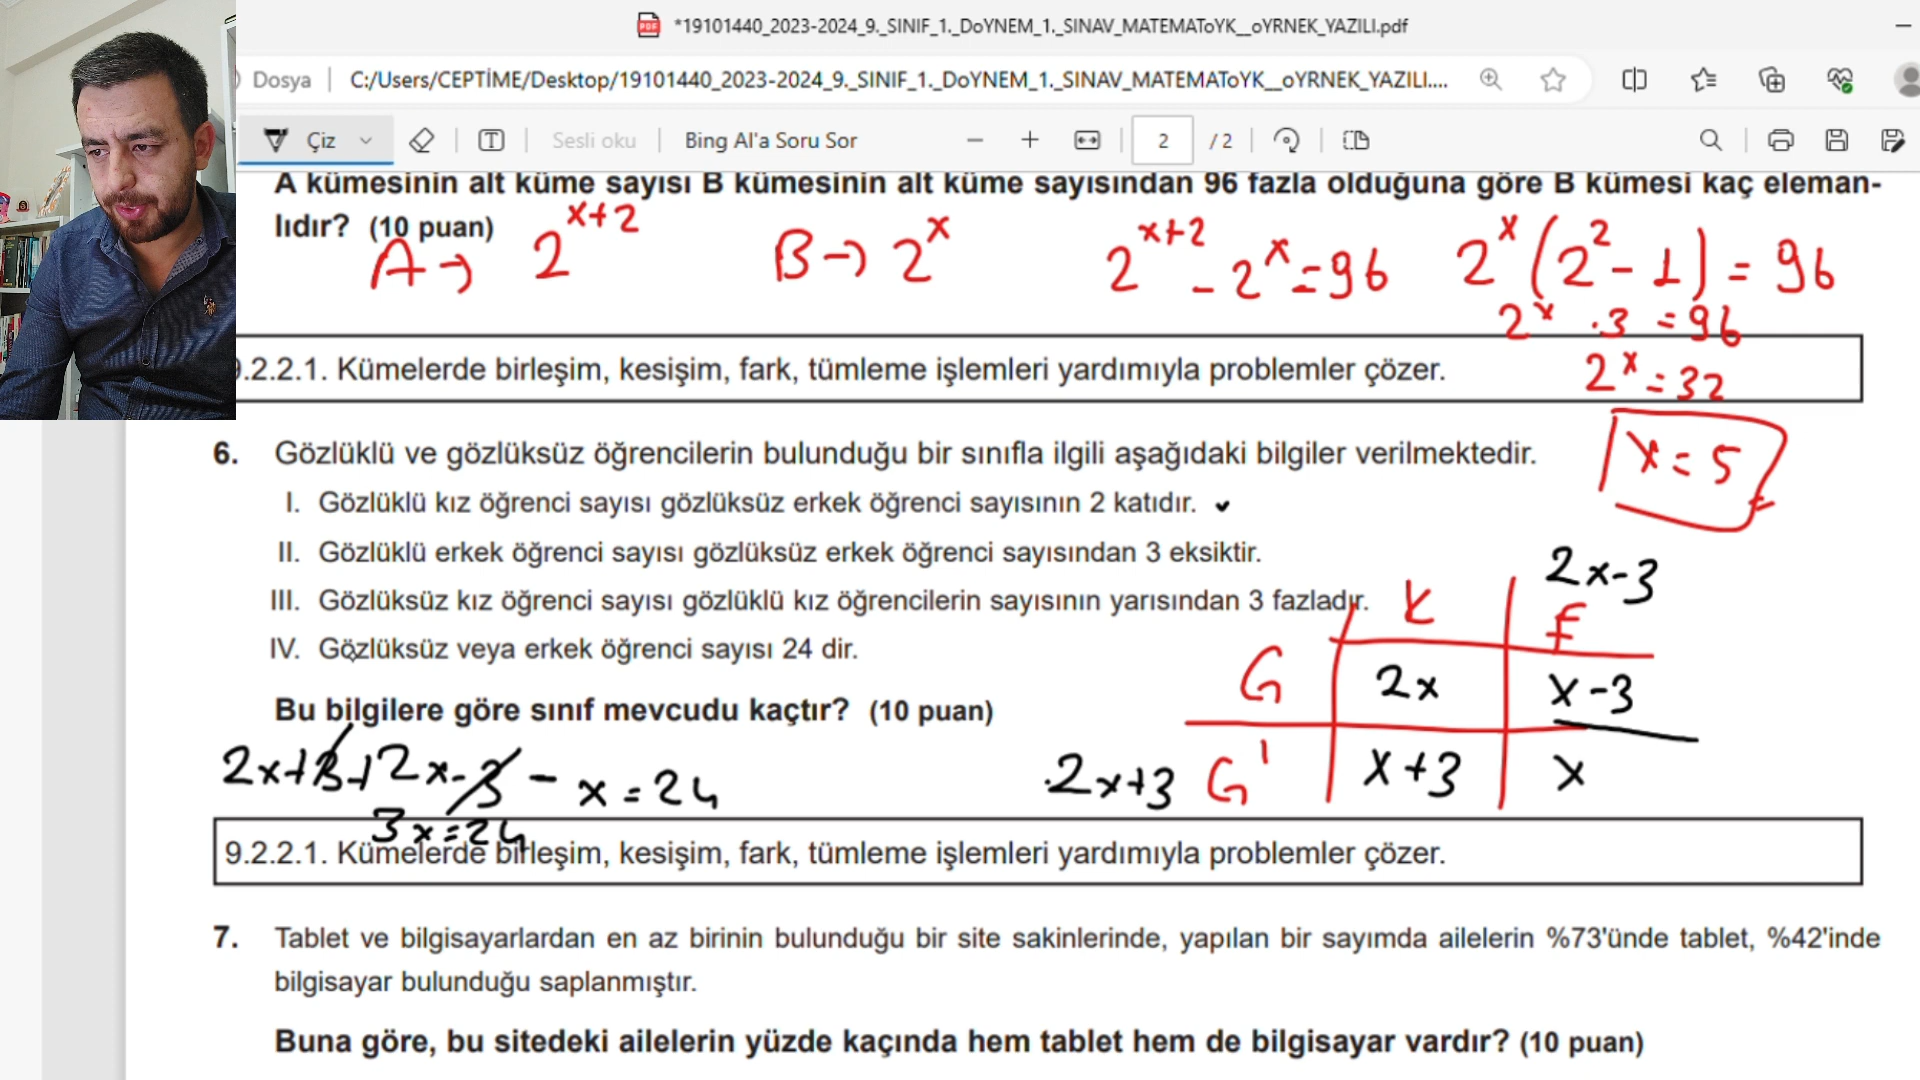 *19101440_2023-2024_9._SINIF_1._DoYNEM_1._SINAV_MATEMAToYK__oYRNEK_YAZILI.pdf
Dosya | C:/Users/CEPTİME/Desktop/19101440_2023-2024_9._SINIF_1._DoYNEM_1._SINAV_MATEMAToYK__oYRNEK_YAZILI....
Çiz Sesli oku Bing AI'a Soru Sor 2 / 2
A kümesinin alt küme sayısı B kümesinin alt küme sayısından 96 fazla olduğuna göre B kümesi kaç eleman-
lıdır? (10 puan)
A → 2^(x+2) B → 2^x 2^(x+2) - 2^x = 96 2^x (2^2 - 1) = 96
2^x . 3 = 96
.2.2.1. Kümelerde birleşim, kesişim, fark, tümleme işlemleri yardımıyla problemler çözer.
2^x = 32
x = 5
6. Gözlüklü ve gözlüksüz öğrencilerin bulunduğu bir sınıfla ilgili aşağıdaki bilgiler verilmektedir.
I. Gözlüklü kız öğrenci sayısı gözlüksüz erkek öğrenci sayısının 2 katıdır.
II. Gözlüklü erkek öğrenci sayısı gözlüksüz erkek öğrenci sayısından 3 eksiktir.
III. Gözlüksüz kız öğrenci sayısı gözlüklü kız öğrencilerin sayısının yarısından 3 fazladır.
IV. Gözlüksüz veya erkek öğrenci sayısı 24 dir.
2x-3
K E
G 2x x-3
2x+3 G' x+3 x
Bu bilgilere göre sınıf mevcudu kaçtır? (10 puan)
2x+3+2x-3 - x = 24
3x=24
9.2.2.1. Kümelerde birleşim, kesişim, fark, tümleme işlemleri yardımıyla problemler çözer.
7. Tablet ve bilgisayarlardan en az birinin bulunduğu bir site sakinlerinde, yapılan bir sayımda ailelerin %73'ünde tablet, %42'inde
bilgisayar bulunduğu saplanmıştır.
Buna göre, bu sitedeki ailelerin yüzde kaçında hem tablet hem de bilgisayar vardır? (10 puan)